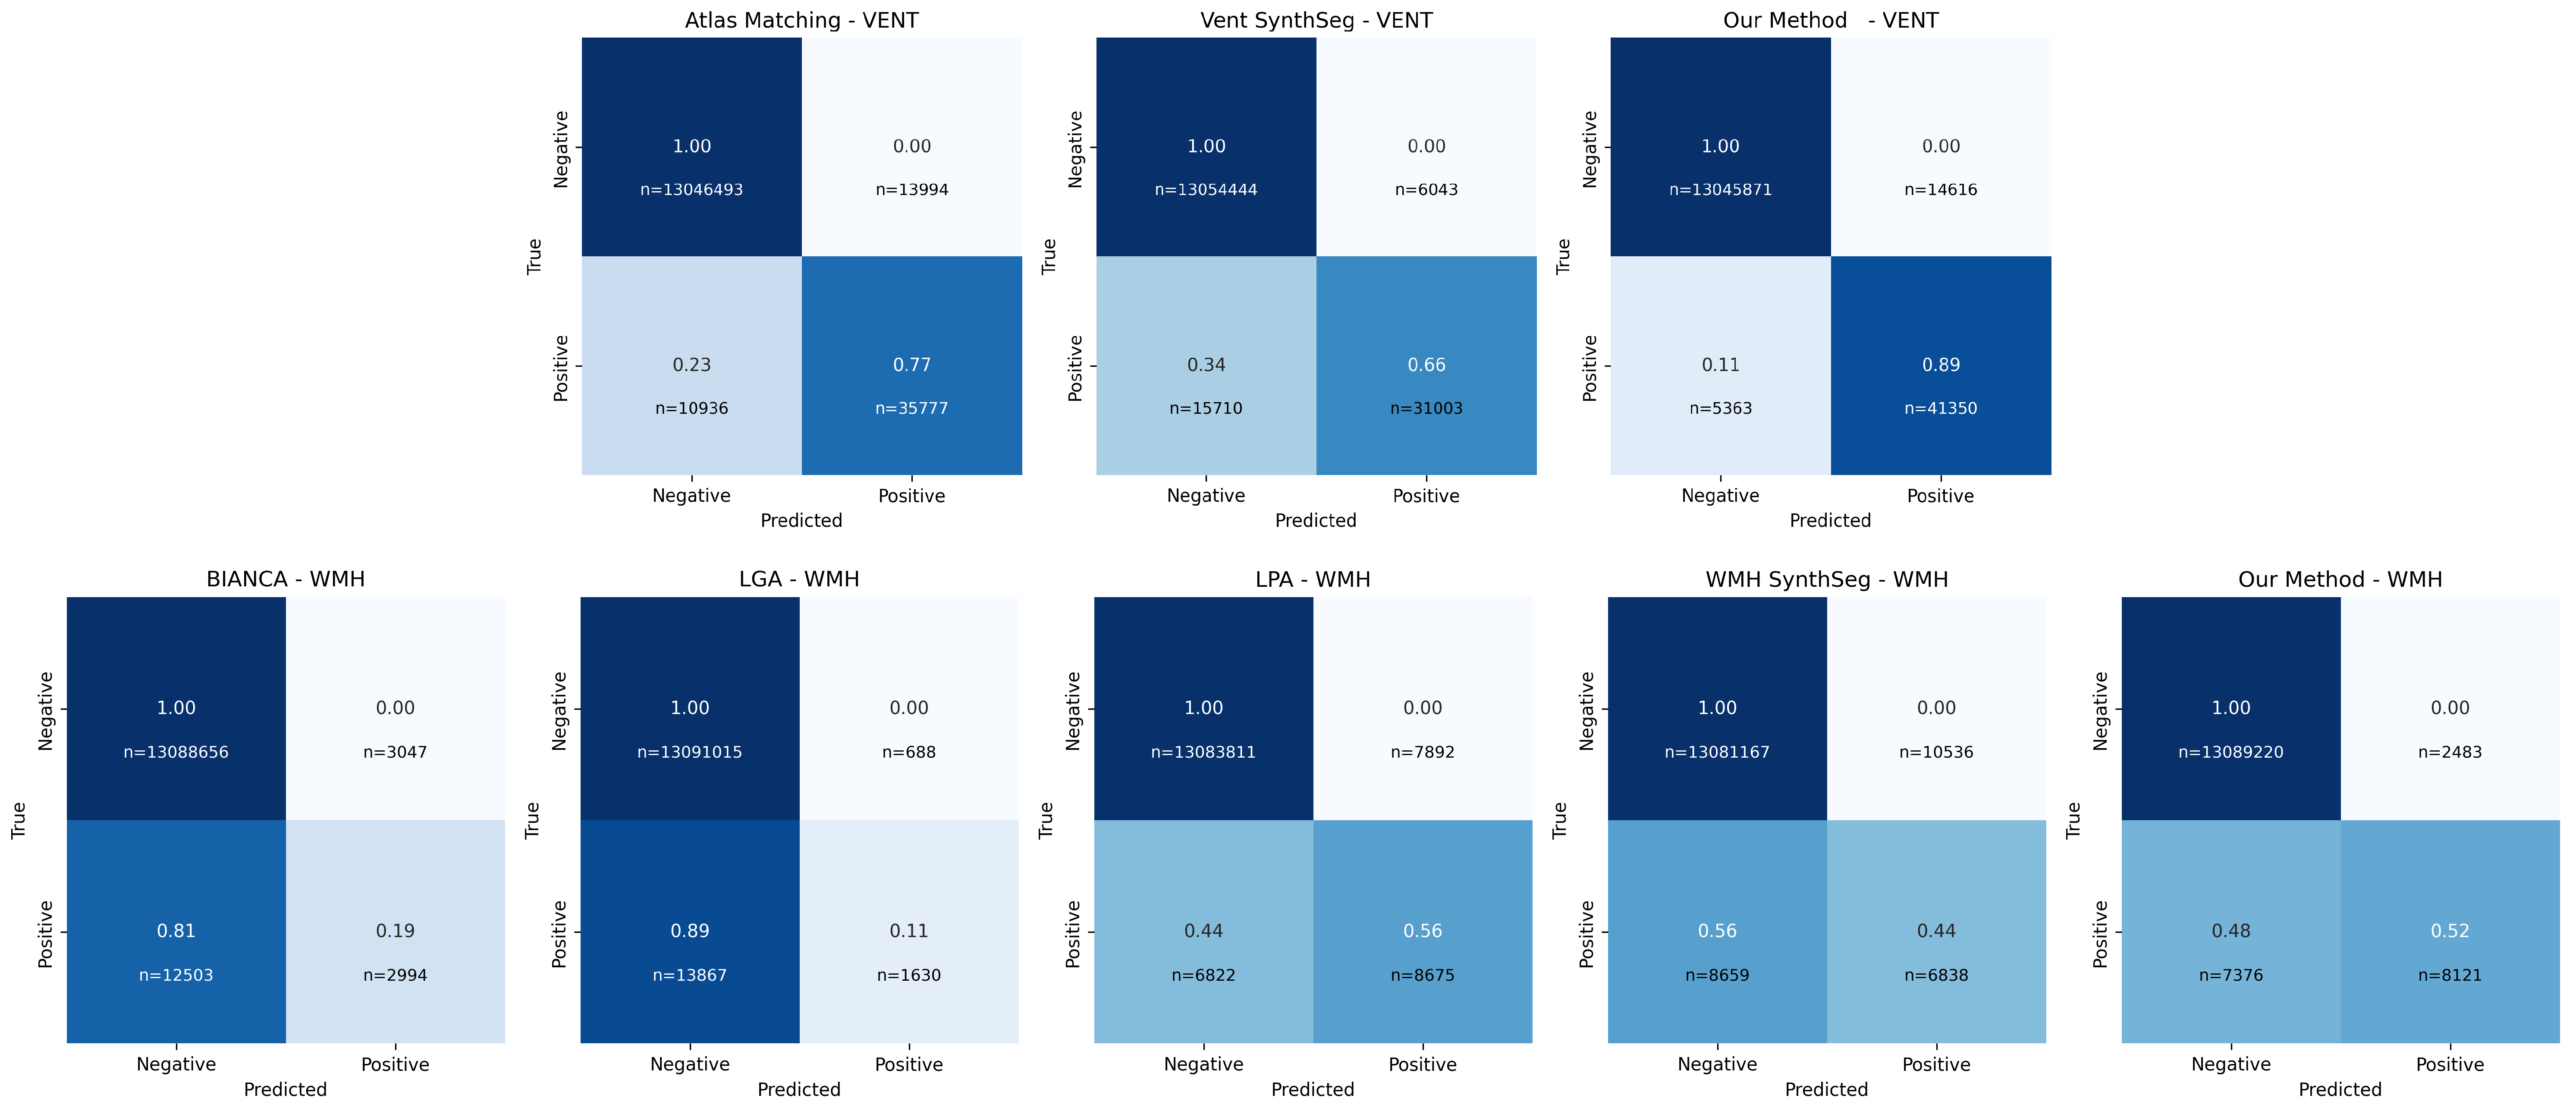 Atlas Matching - VENT
Negative
1.00
n=13046493
0.00
n=13994
True
Positive
0.23
n=10936
0.77
n=35777
Negative
Positive
Predicted
Vent SynthSeg - VENT
Negative
1.00
n=13054444
0.00
n=6043
True
Positive
0.34
n=15710
0.66
n=31003
Negative
Positive
Predicted
Our Method - VENT
Negative
1.00
n=13045871
0.00
n=14616
True
Positive
0.11
n=5363
0.89
n=41350
Negative
Positive
Predicted
BIANCA - WMH
Negative
1.00
n=13088656
0.00
n=3047
True
Positive
0.81
n=12503
0.19
n=2994
Negative
Positive
Predicted
LGA - WMH
Negative
1.00
n=13091015
0.00
n=688
True
Positive
0.89
n=13867
0.11
n=1630
Negative
Positive
Predicted
LPA - WMH
Negative
1.00
n=13083811
0.00
n=7892
True
Positive
0.44
n=6822
0.56
n=8675
Negative
Positive
Predicted
WMH SynthSeg - WMH
Negative
1.00
n=13081167
0.00
n=10536
True
Positive
0.56
n=8659
0.44
n=6838
Negative
Positive
Predicted
Our Method - WMH
Negative
1.00
n=13089220
0.00
n=2483
True
Positive
0.48
n=7376
0.52
n=8121
Negative
Positive
Predicted